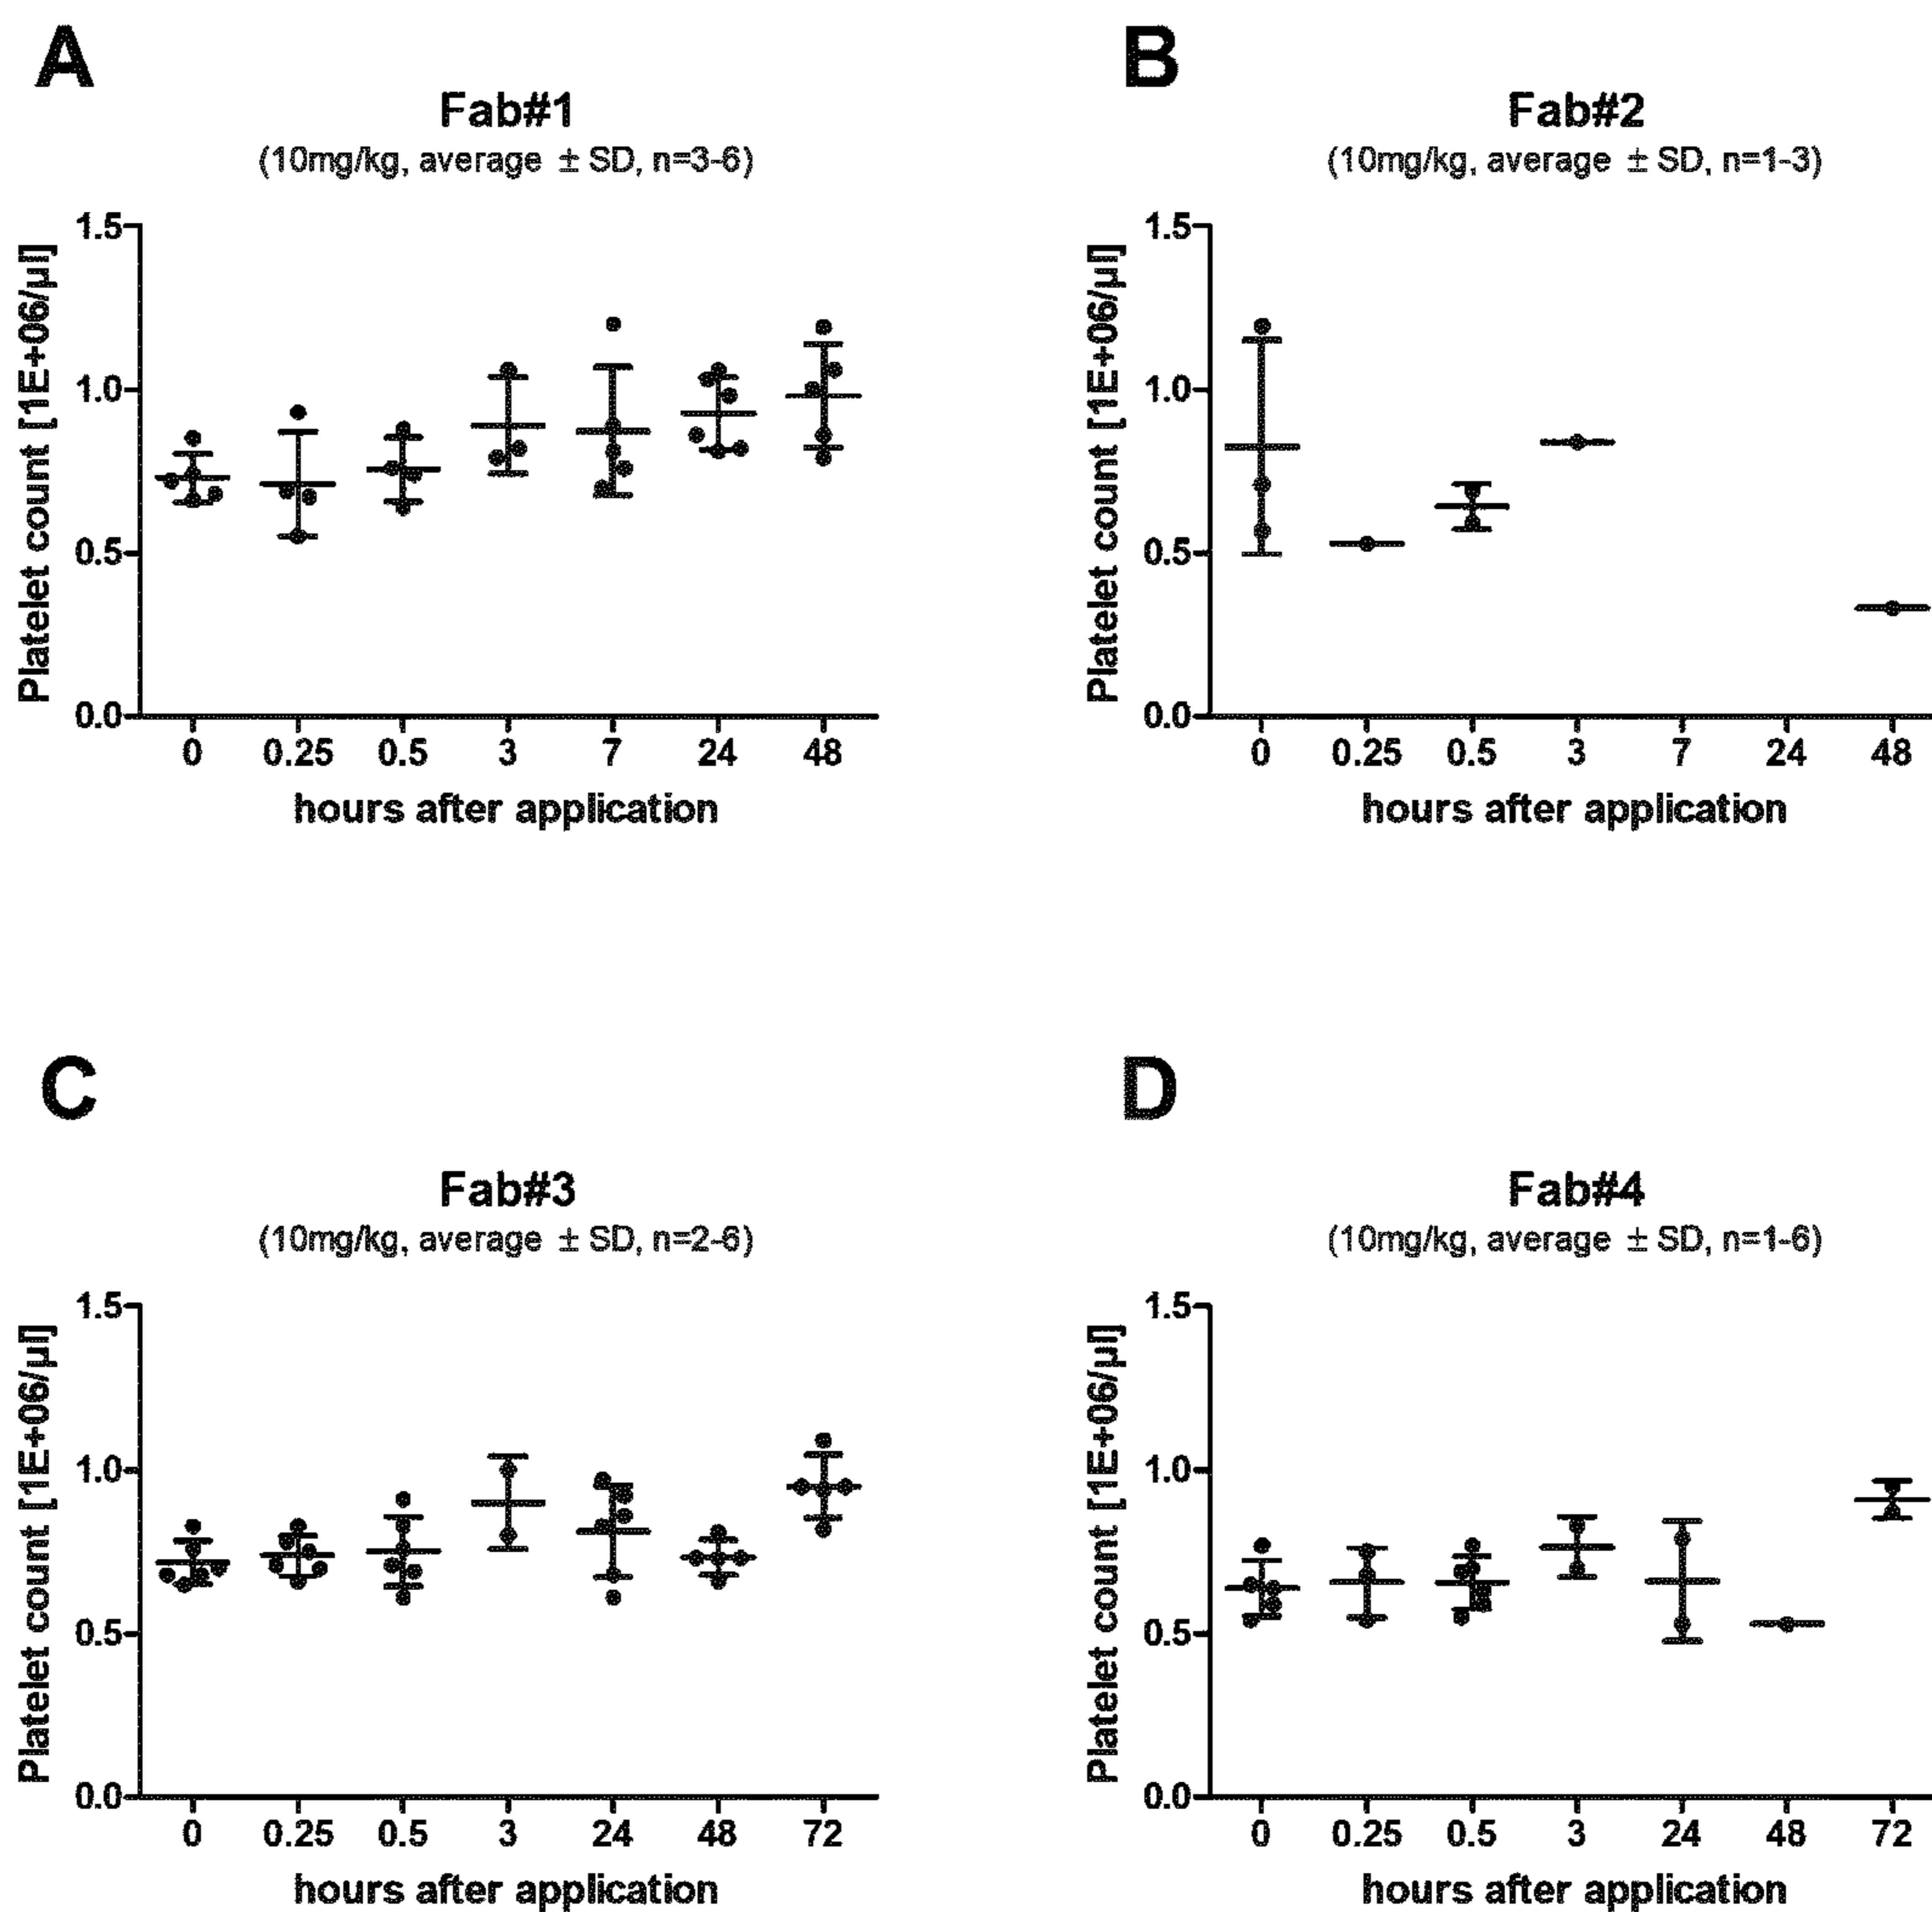 A
Fab#1
(10mg/kg, average ± SD, n=3-6)
Platelet count [1E+06/µl]
1.5
1.0
0.5
0.0
0 0.25 0.5 3 7 24 48
hours after application
B
Fab#2
(10mg/kg, average ± SD, n=1-3)
Platelet count [1E+06/µl]
1.5
1.0
0.5
0.0
0 0.25 0.5 3 7 24 48
hours after application
C
Fab#3
(10mg/kg, average ± SD, n=2-6)
Platelet count [1E+06/µl]
1.5
1.0
0.5
0.0
0 0.25 0.5 3 24 48 72
hours after application
D
Fab#4
(10mg/kg, average ± SD, n=1-6)
Platelet count [1E+06/µl]
1.5
1.0
0.5
0.0
0 0.25 0.5 3 24 48 72
hours after application